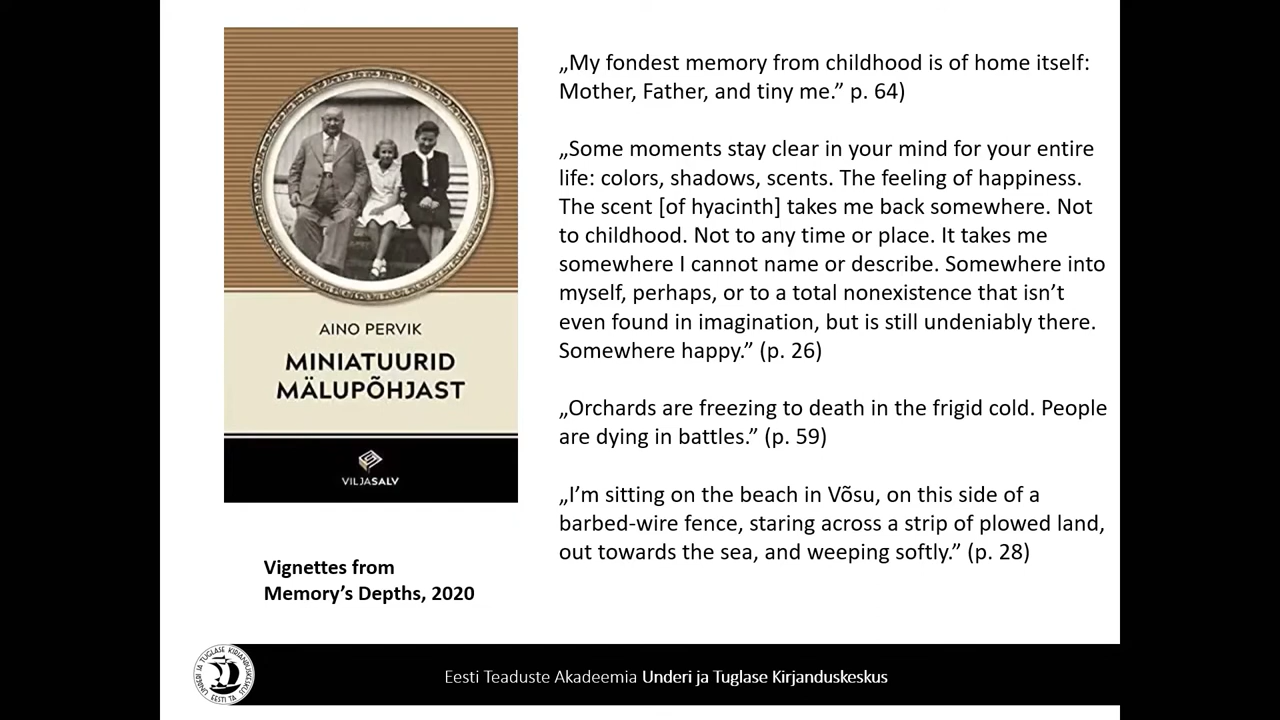 AINO PERVIK
MINIATUURID
MÄLUPÕHJAST
VILJASALV
Vignettes from
Memory’s Depths, 2020
„My fondest memory from childhood is of home itself:
Mother, Father, and tiny me.” p. 64)
„Some moments stay clear in your mind for your entire
life: colors, shadows, scents. The feeling of happiness.
The scent [of hyacinth] takes me back somewhere. Not
to childhood. Not to any time or place. It takes me
somewhere I cannot name or describe. Somewhere into
myself, perhaps, or to a total nonexistence that isn’t
even found in imagination, but is still undeniably there.
Somewhere happy.” (p. 26)
„Orchards are freezing to death in the frigid cold. People
are dying in battles.” (p. 59)
„I’m sitting on the beach in Võsu, on this side of a
barbed-wire fence, staring across a strip of plowed land,
out towards the sea, and weeping softly.” (p. 28)
UNDERI JA TUGLASE KIRJANDUSKESKUS
EESTI TA
Eesti Teaduste Akadeemia Underi ja Tuglase Kirjanduskeskus